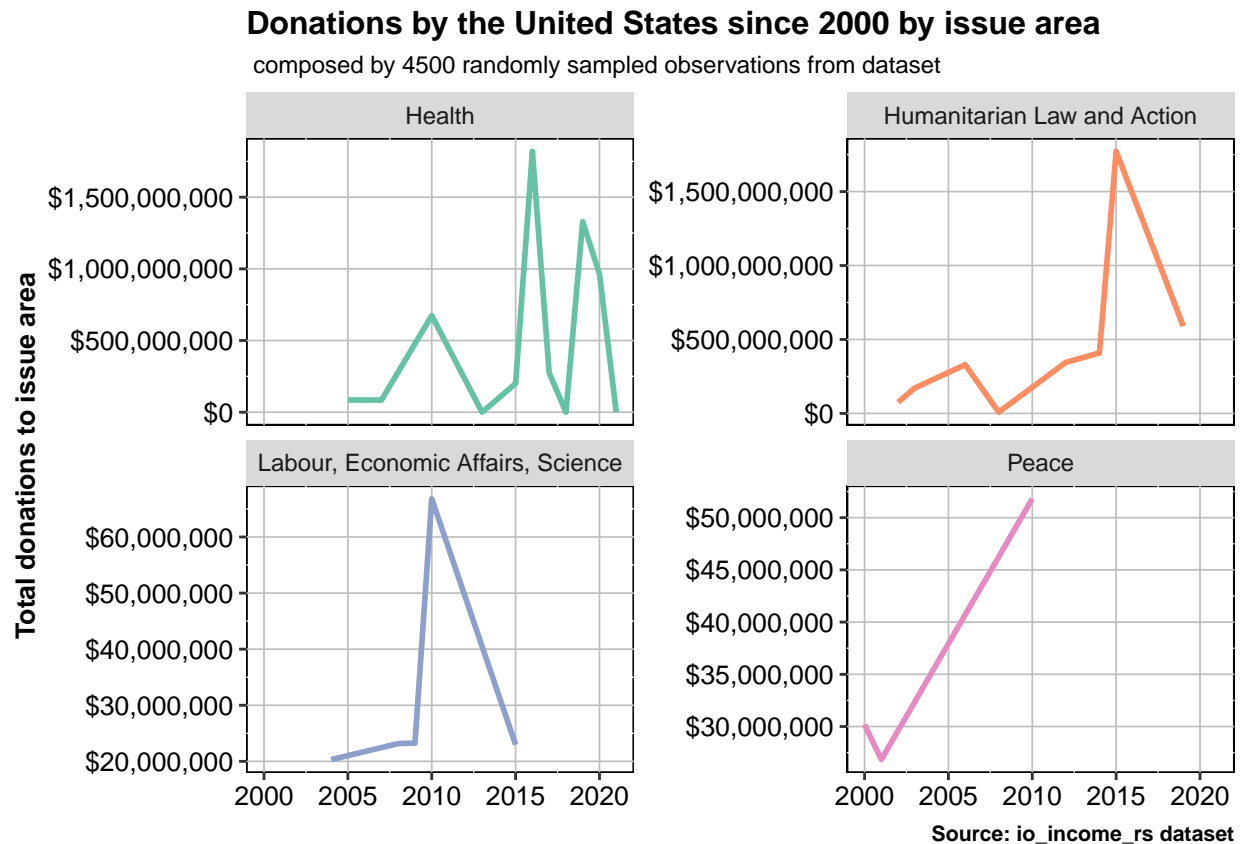 Donations by the United States since 2000 by issue area
composed by 4500 randomly sampled observations from dataset
Total donations to issue area
Health
$1,500,000,000
$1,000,000,000
$500,000,000
$0
Humanitarian Law and Action
$1,500,000,000
$1,000,000,000
$500,000,000
$0
Labour, Economic Affairs, Science
$60,000,000
$50,000,000
$40,000,000
$30,000,000
$20,000,000
2000 2005 2010 2015 2020
Peace
$50,000,000
$45,000,000
$40,000,000
$35,000,000
$30,000,000
2000 2005 2010 2015 2020
Source: io_income_rs dataset